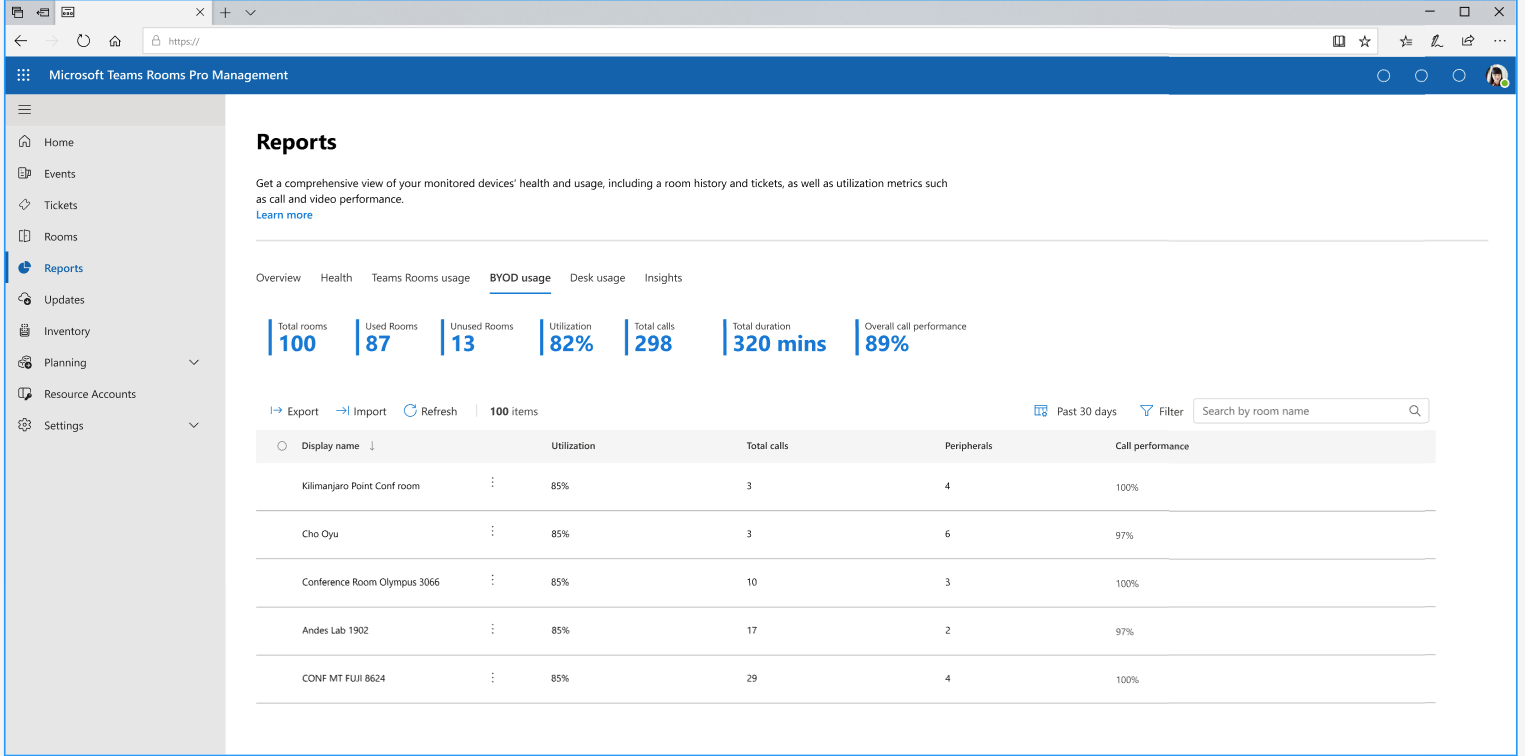 https://
Microsoft Teams Rooms Pro Management
Home
Events
Tickets
Rooms
Reports
Updates
Inventory
Planning
Resource Accounts
Settings
Reports
Get a comprehensive view of your monitored devices' health and usage, including a room history and tickets, as well as utilization metrics such
as call and video performance.
Learn more
Overview Health Teams Rooms usage BYOD usage Desk usage Insights
Total rooms Used Rooms Unused Rooms Utilization Total calls Total duration Overall call performance
100 87 13 82% 298 320 mins 89%
Export Import Refresh 100 items Past 30 days Filter Search by room name
Display name Utilization Total calls Peripherals Call performance
Kilimanjaro Point Conf room 85% 3 4 100%
Cho Oyu 85% 3 6 97%
Conference Room Olympus 3066 85% 10 3 100%
Andes Lab 1902 85% 17 2 97%
CONF MT FUJI 8624 85% 29 4 100%